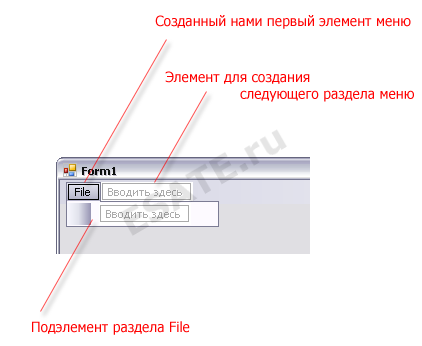 Созданный нами первый элемент меню
Элемент для создания
следующего раздела меню
Form1
File Вводить здесь
Вводить здесь
ESATE.ru
Подэлемент раздела File